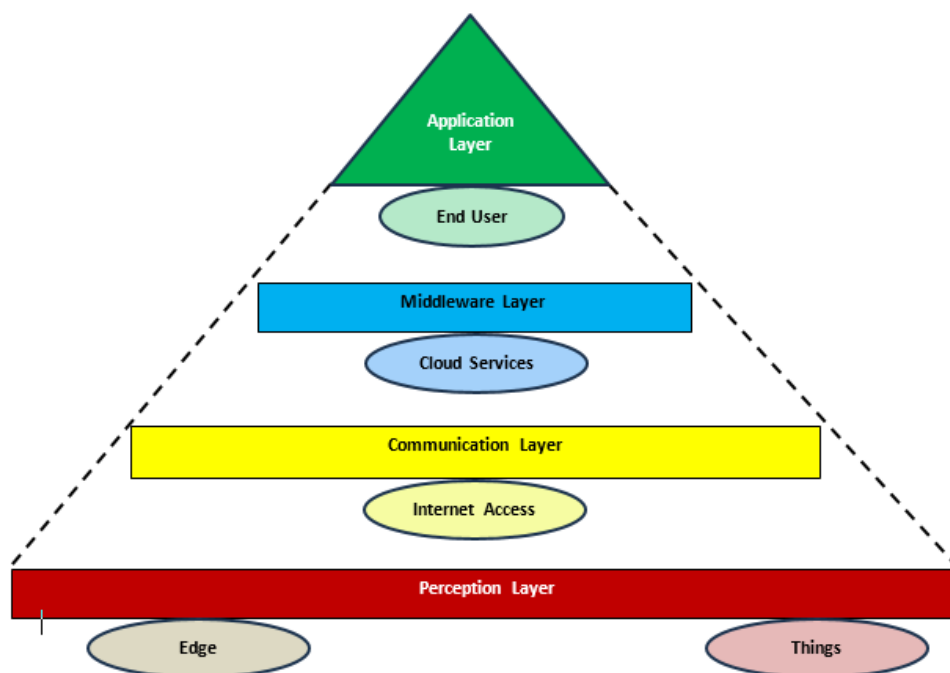 Application
Layer
End User
Middleware Layer
Cloud Services
Communication Layer
Internet Access
Perception Layer
Edge
Things